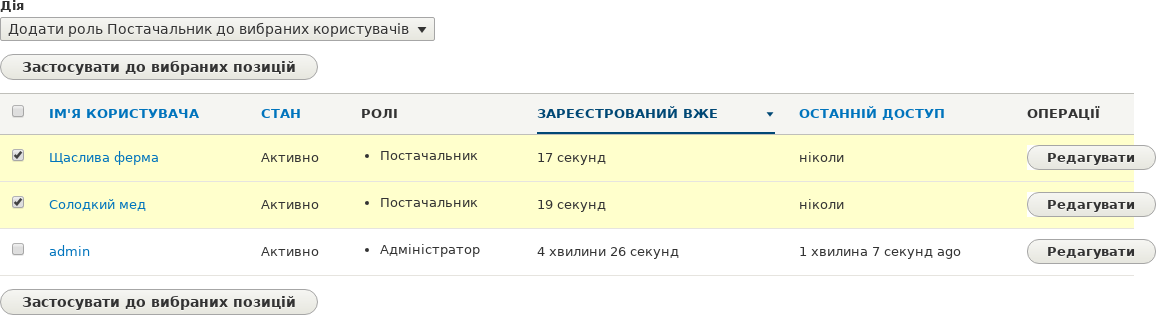 Дія
Додати роль Постачальник до вибраних користувачів
Застосувати до вибраних позицій
ІМ'Я КОРИСТУВАЧА СТАН РОЛІ ЗАРЕЄСТРОВАНИЙ ВЖЕ ОСТАННІЙ ДОСТУП ОПЕРАЦІЇ
Щаслива ферма Активно • Постачальник 17 секунд ніколи Редагувати
Солодкий мед Активно • Постачальник 19 секунд ніколи Редагувати
admin Активно • Адміністратор 4 хвилини 26 секунд 1 хвилина 7 секунд ago Редагувати
Застосувати до вибраних позицій